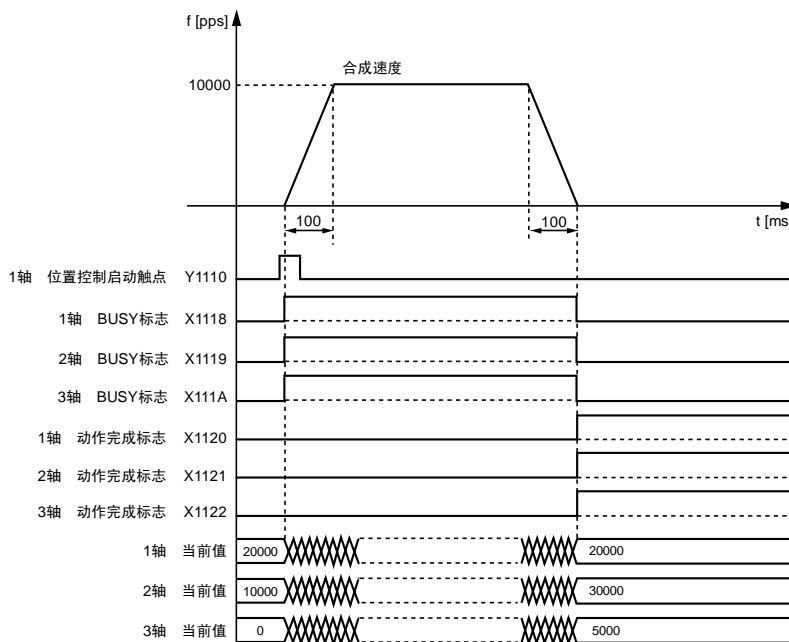 f [pps]
合成速度
10000
100 100 t [ms
1轴 位置控制启动触点 Y1110
1轴 BUSY标志 X1118
2轴 BUSY标志 X1119
3轴 BUSY标志 X111A
1轴 动作完成标志 X1120
2轴 动作完成标志 X1121
3轴 动作完成标志 X1122
1轴 当前值 20000 20000
2轴 当前值 10000 30000
3轴 当前值 0 5000